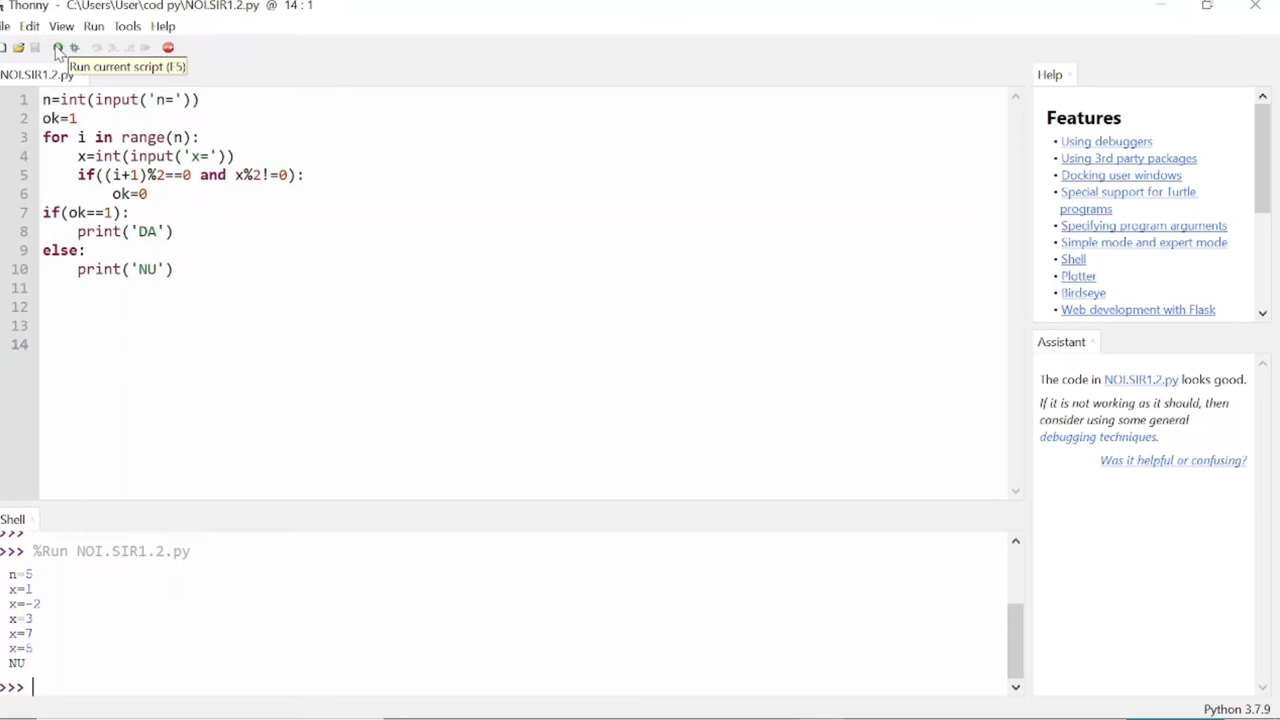 Thonny - C:\Users\User\cod py\NOI.SIR1.2.py @ 14 : 1
ile Edit View Run Tools Help
Run current script (F5)
NOI.SIR1.2.py
1 n=int(input('n='))
2 ok=1
3 for i in range(n):
4 x=int(input('x='))
5 if((i+1)%2==0 and x%2!=0):
6 ok=0
7 if(ok==1):
8 print('DA')
9 else:
10 print('NU')
11
12
13
14
Shell
>>>
>>> %Run NOI.SIR1.2.py
n=5
x=1
x=-2
x=3
x=7
x=5
NU
>>>
Help
Features
• Using debuggers
• Using 3rd party packages
• Docking user windows
• Special support for Turtle
programs
• Specifying program arguments
• Simple mode and expert mode
• Shell
• Plotter
• Birdseye
• Web development with Flask
Assistant
The code in NOI.SIR1.2.py looks good.
If it is not working as it should, then
consider using some general
debugging techniques.
Was it helpful or confusing?
Python 3.7.9